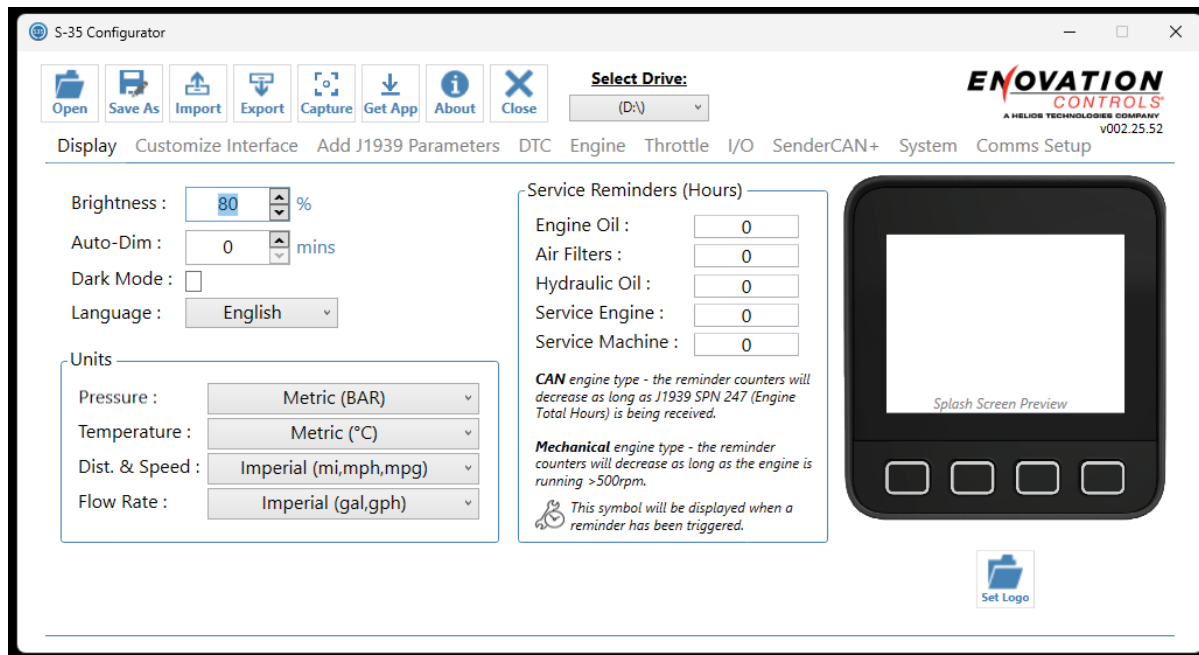 S-35 Configurator
Open Save As Import Export Capture Get App About Close
Select Drive:
(D:\)
ENOVATION
CONTROLS
A HELIOS TECHNOLOGIES COMPANY
v002.25.52
Display Customize Interface Add J1939 Parameters DTC Engine Throttle I/O SenderCAN+ System Comms Setup
Brightness : 80 %
Auto-Dim : 0 mins
Dark Mode :
Language : English
Units
Pressure : Metric (BAR)
Temperature : Metric (°C)
Dist. & Speed : Imperial (mi,mph,mpg)
Flow Rate : Imperial (gal,gph)
Service Reminders (Hours)
Engine Oil : 0
Air Filters : 0
Hydraulic Oil : 0
Service Engine : 0
Service Machine : 0
CAN engine type - the reminder counters will
decrease as long as J1939 SPN 247 (Engine
Total Hours) is being received.
Mechanical engine type - the reminder
counters will decrease as long as the engine is
running >500rpm.
This symbol will be displayed when a
reminder has been triggered.
Splash Screen Preview
Set Logo